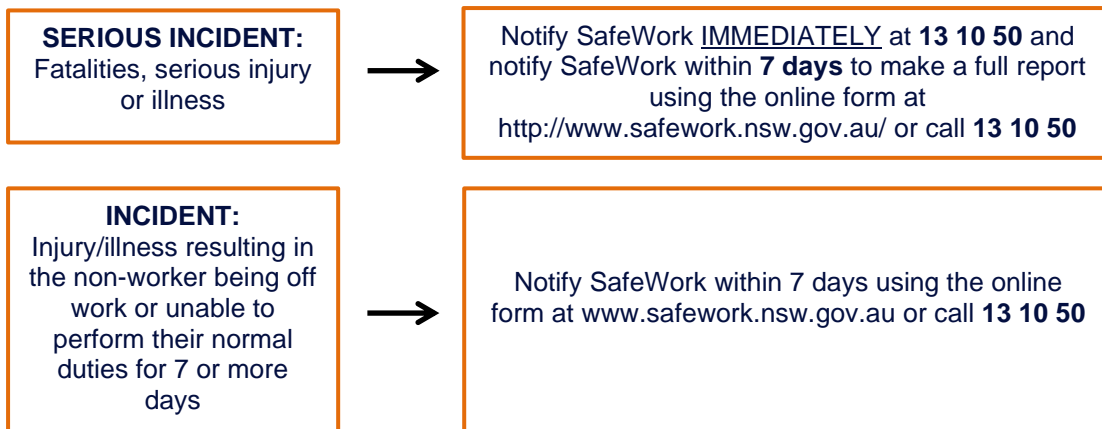 SERIOUS INCIDENT:
Fatalities, serious injury
or illness
Notify SafeWork IMMEDIATELY at 13 10 50 and
notify SafeWork within 7 days to make a full report
using the online form at
http://www.safework.nsw.gov.au/ or call 13 10 50
INCIDENT:
Injury/illness resulting in
the non-worker being off
work or unable to
perform their normal
duties for 7 or more
days
Notify SafeWork within 7 days using the online
form at www.safework.nsw.gov.au or call 13 10 50